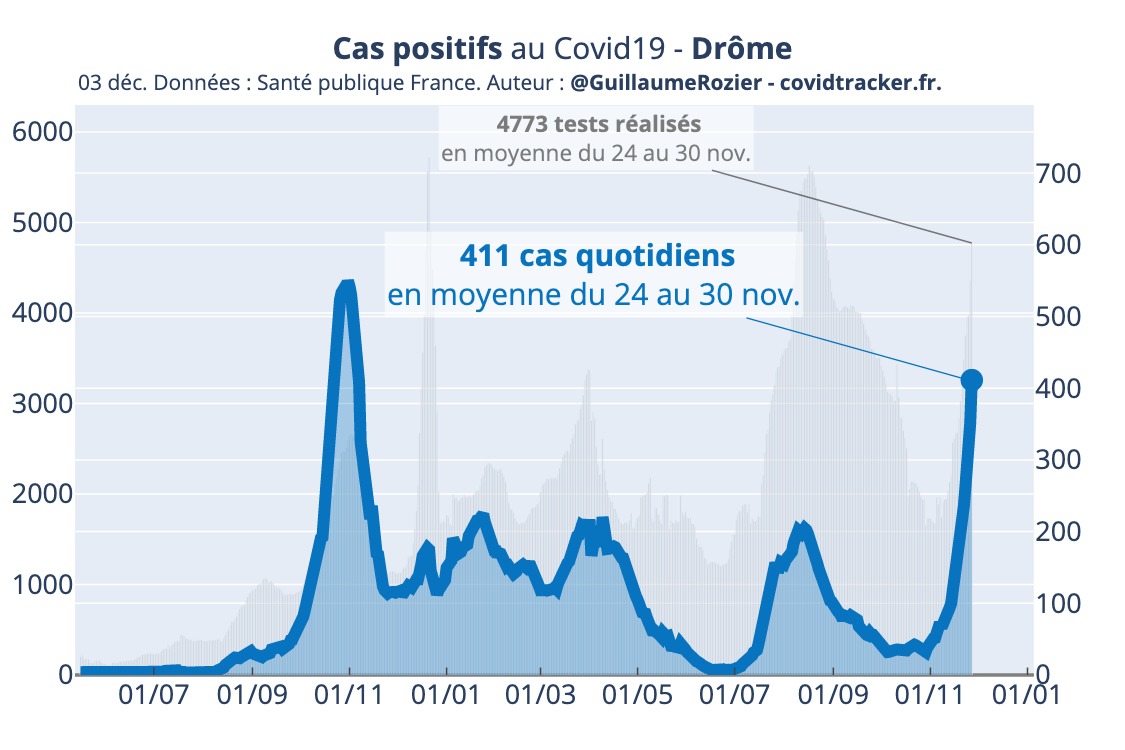 Cas positifs au Covid19 - Drôme
03 déc. Données : Santé publique France. Auteur : @GuillaumeRozier - covidtracker.fr.
4773 tests réalisés
en moyenne du 24 au 30 nov.
411 cas quotidiens
en moyenne du 24 au 30 nov.
6000
5000
4000
3000
2000
1000
0
700
600
500
400
300
200
100
0
01/07 01/09 01/11 01/01 01/03 01/05 01/07 01/09 01/11 01/01